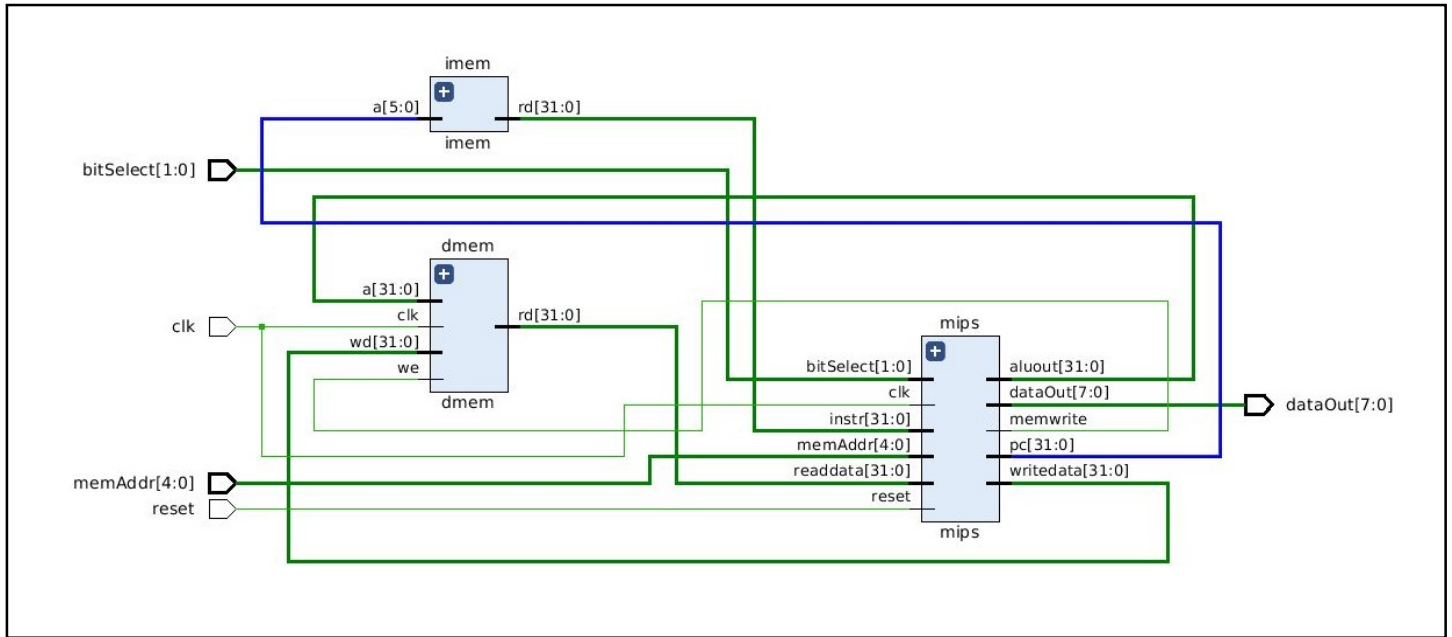 imem
a[5:0]
rd[31:0]
imem
bitSelect[1:0]
dmem
a[31:0]
clk
rd[31:0]
wd[31:0]
we
dmem
clk
mips
bitSelect[1:0]
aluout[31:0]
clk
dataOut[7:0]
instr[31:0]
memwrite
memAddr[4:0]
pc[31:0]
readdata[31:0]
writedata[31:0]
reset
mips
dataOut[7:0]
memAddr[4:0]
reset